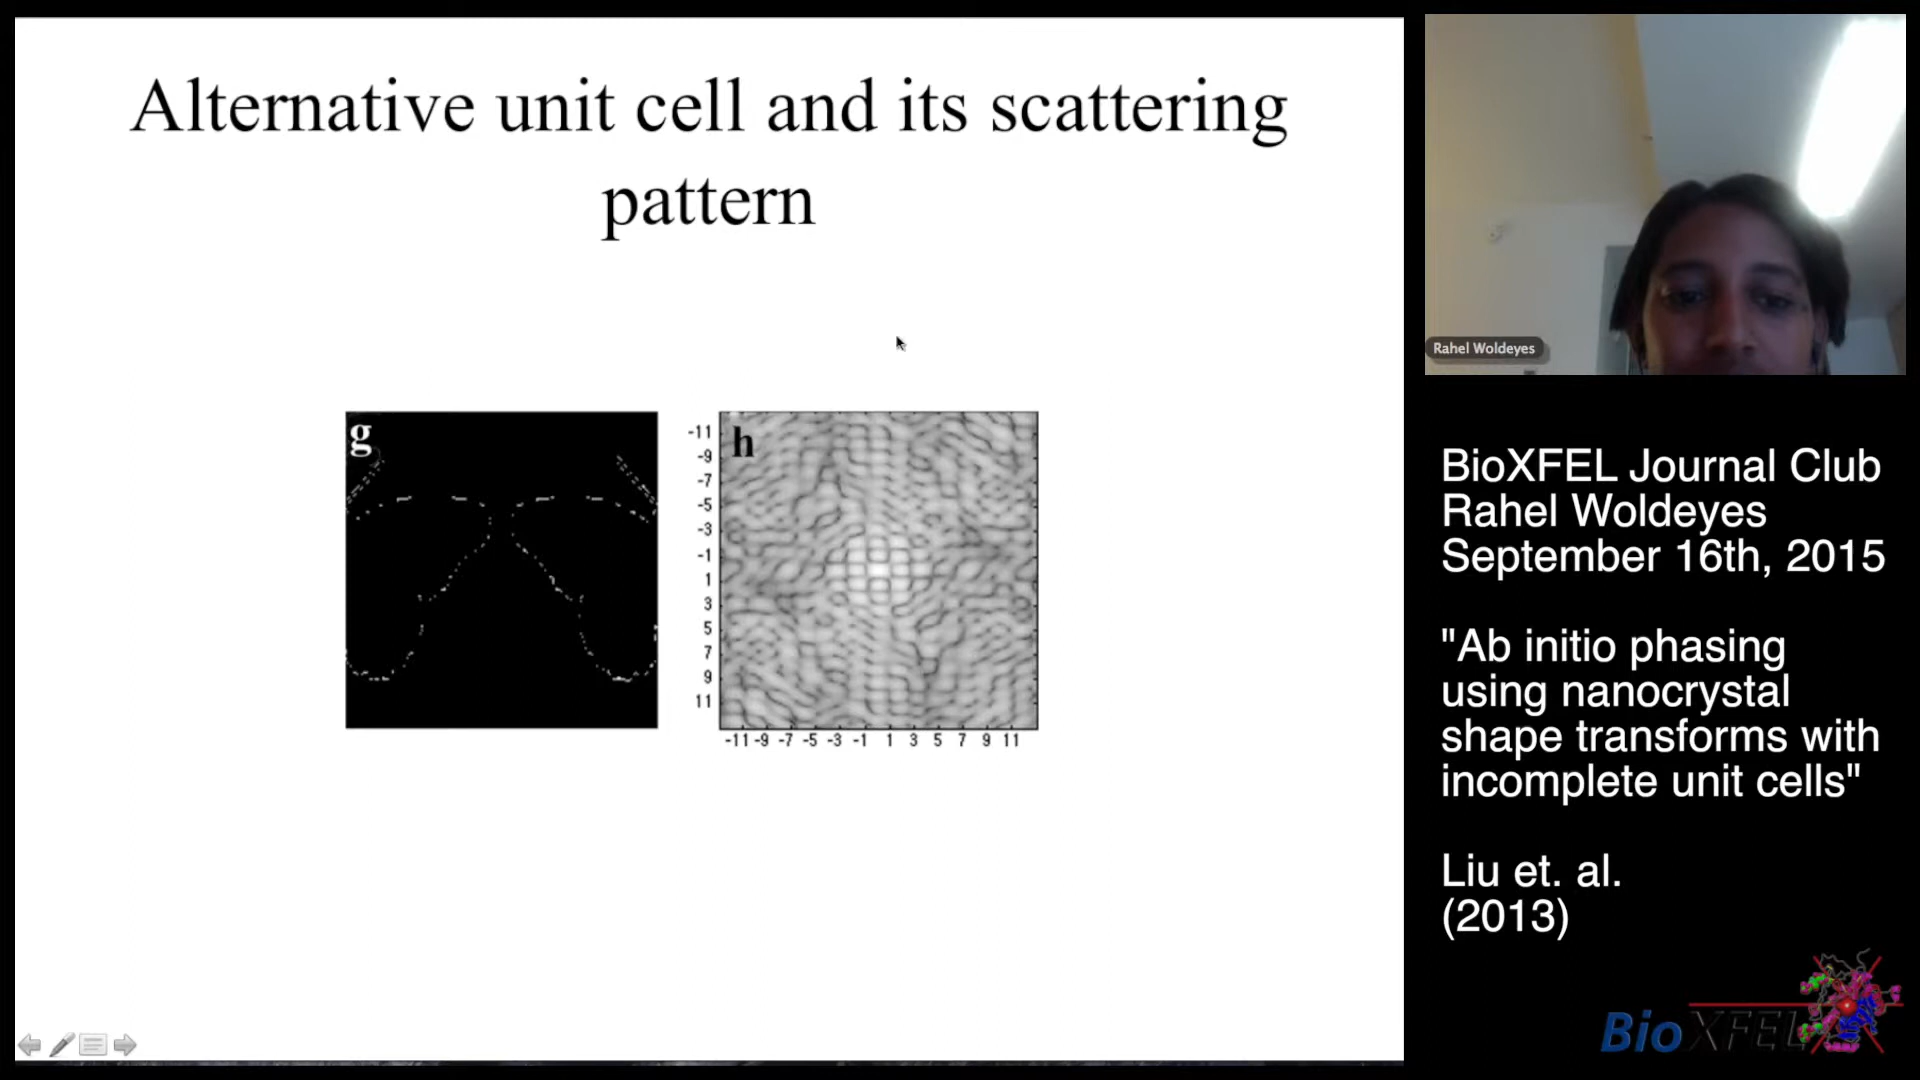 Alternative unit cell and its scattering
pattern
g
h
-11
-9
-7
-5
-3
-1
1
3
5
7
9
11
-11 -9 -7 -5 -3 -1 1 3 5 7 9 11
Rahel Woldeyes
BioXFEL Journal Club
Rahel Woldeyes
September 16th, 2015
"Ab initio phasing
using nanocrystal
shape transforms with
incomplete unit cells"
Liu et. al.
(2013)
BioXFEL